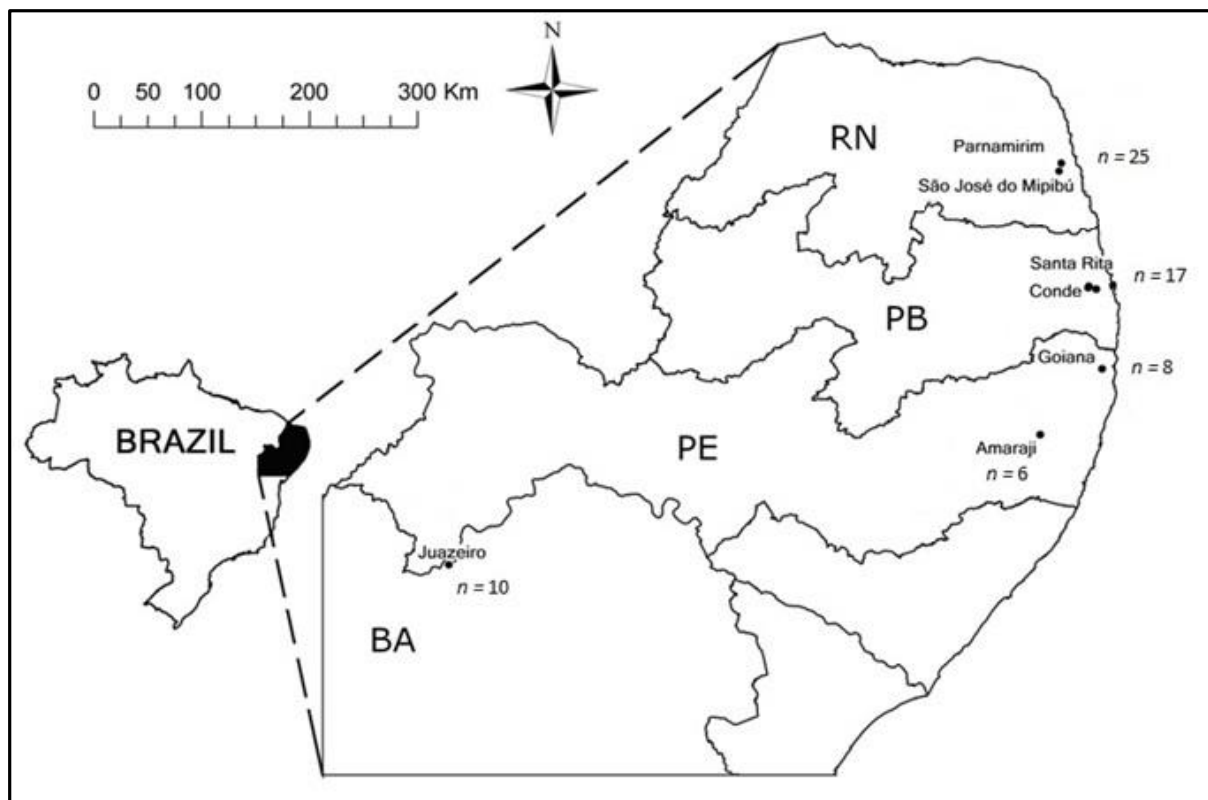 N
0 50 100 200 300 Km
RN
Parnamirim
n = 25
São José do Mipibú
Santa Rita
n = 17
Conde
PB
Goiana
n = 8
BRAZIL
PE
Amaraji
n = 6
Juazeiro
n = 10
BA